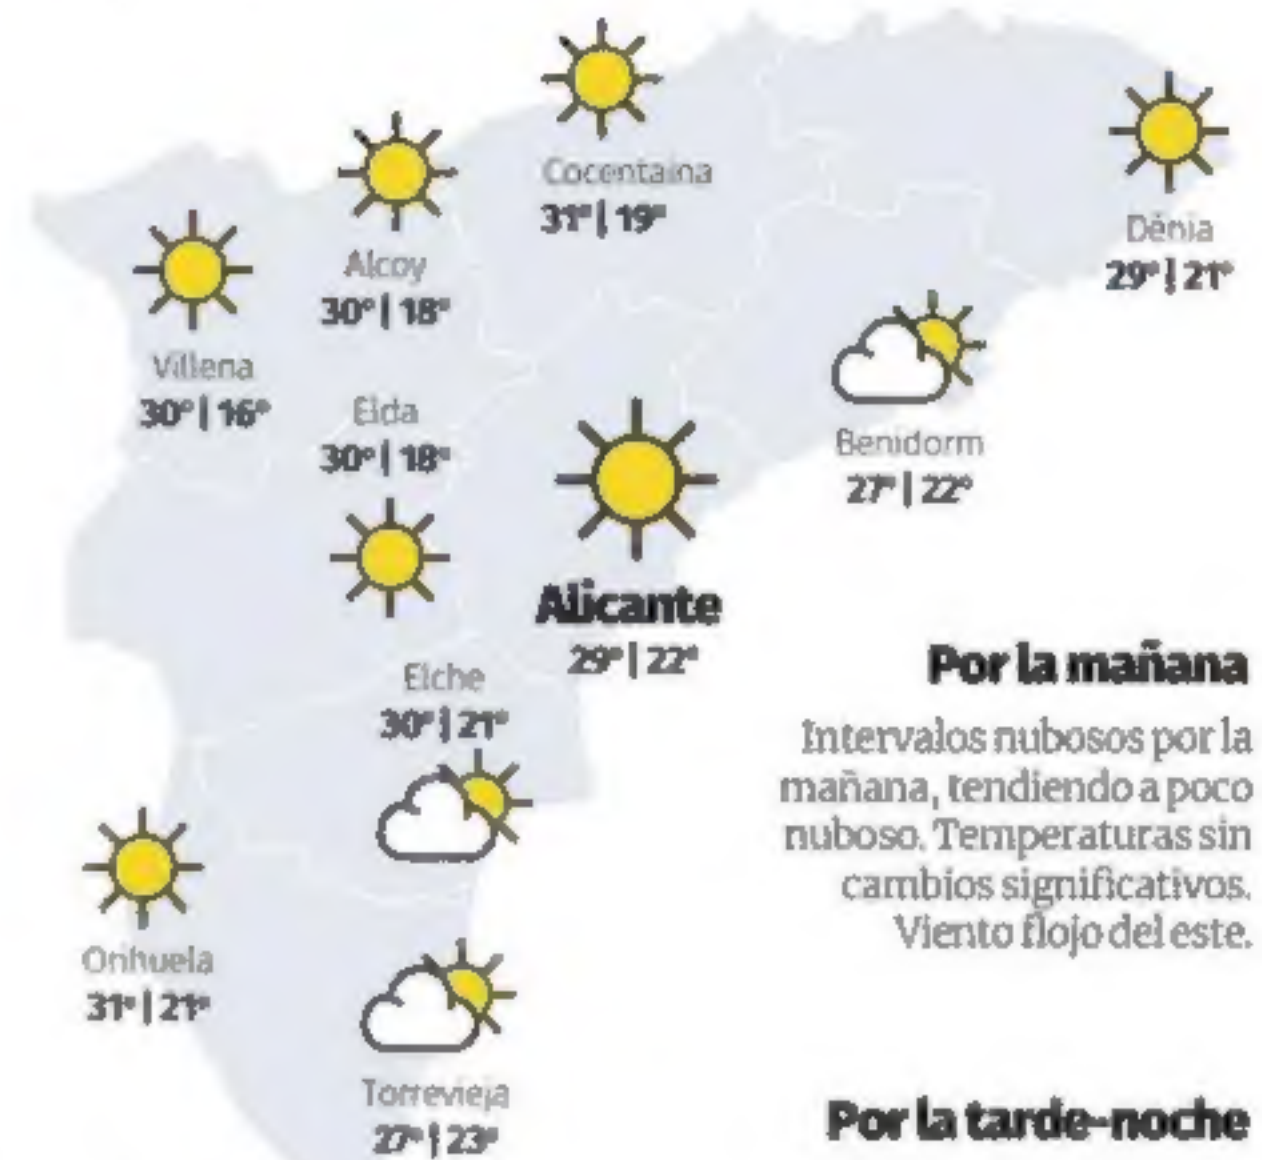 Cocentaina
31° | 19°
Dénia
29° | 21°
Alcoy
30° | 18°
Villena
30° | 16°
Elda
30° | 18°
Benidorm
27° | 22°
Alicante
29° | 22°
Elche
30° | 21°
Orihuela
31° | 21°
Torrevieja
27° | 23°
Por la mañana
Intervalos nubosos por la
mañana, tendiendo a poco
nuboso. Temperaturas sin
cambios significativos.
Viento flojo del este.
Por la tarde-noche